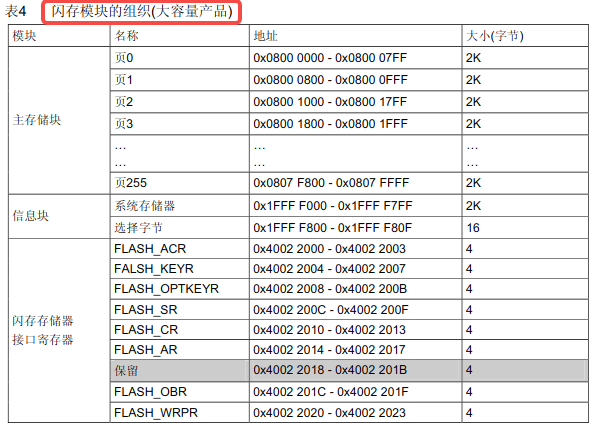 表4 闪存模块的组织(大容量产品)
模块 名称 地址 大小(字节)
主存储块 页0 0x0800 0000 - 0x0800 07FF 2K
页1 0x0800 0800 - 0x0800 0FFF 2K
页2 0x0800 1000 - 0x0800 17FF 2K
页3 0x0800 1800 - 0x0800 1FFF 2K
… … …
… … …
页255 0x0807 F800 - 0x0807 FFFF 2K
信息块 系统存储器 0x1FFF F000 - 0x1FFF F7FF 2K
选择字节 0x1FFF F800 - 0x1FFF F80F 16
闪存存储器
接口寄存器 FLASH_ACR 0x4002 2000 - 0x4002 2003 4
FALSH_KEYR 0x4002 2004 - 0x4002 2007 4
FLASH_OPTKEYR 0x4002 2008 - 0x4002 200B 4
FLASH_SR 0x4002 200C - 0x4002 200F 4
FLASH_CR 0x4002 2010 - 0x4002 2013 4
FLASH_AR 0x4002 2014 - 0x4002 2017 4
保留 0x4002 2018 - 0x4002 201B 4
FLASH_OBR 0x4002 201C - 0x4002 201F 4
FLASH_WRPR 0x4002 2020 - 0x4002 2023 4